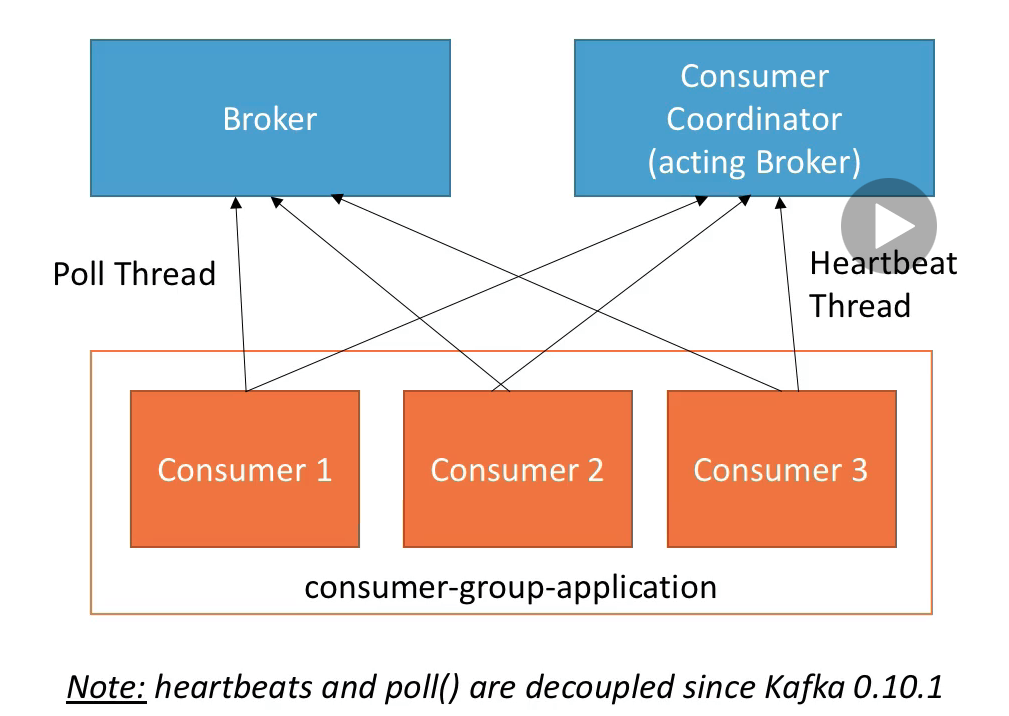 Broker
Consumer
Coordinator
(acting Broker)
Poll Thread
Heartbeat
Thread
Consumer 1
Consumer 2
Consumer 3
consumer-group-application
Note: heartbeats and poll() are decoupled since Kafka 0.10.1